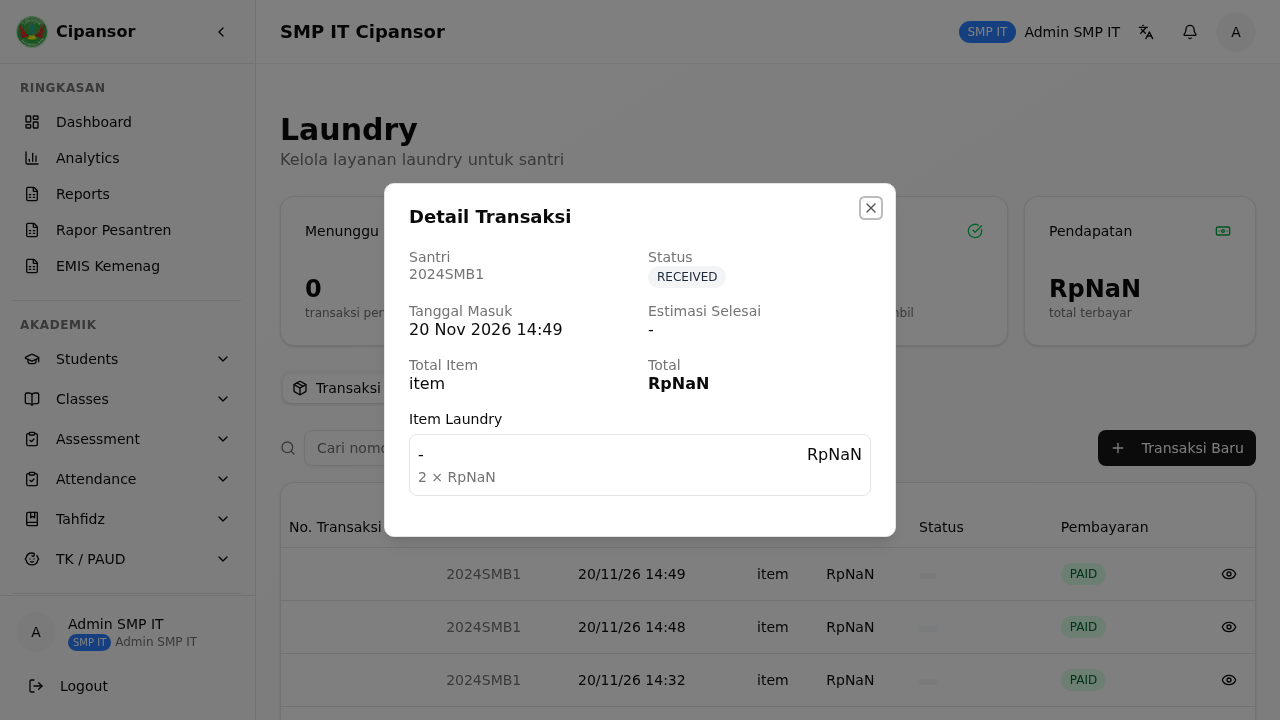 Cipansor
SMP IT Cipansor
SMP IT
Admin SMP IT
A
RINGKASAN
Dashboard
Analytics
Reports
Rapor Pesantren
EMIS Kemenag
AKADEMIK
Students
Classes
Assessment
Attendance
Tahfidz
TK / PAUD
A
Admin SMP IT
SMP IT
Admin SMP IT
Logout
Laundry
Kelola layanan laundry untuk santri
Menunggu
0
Pendapatan
RpNaN
total terbayar
Transaksi
Transaksi Baru
Detail Transaksi
Santri
2024SMB1
Status
RECEIVED
Tanggal Masuk
20 Nov 2026 14:49
Estimasi Selesai
-
Total Item
item
Total
RpNaN
Item Laundry
-
RpNaN
2 × RpNaN
No. Transaksi
Status
Pembayaran
2024SMB1 20/11/26 14:49 item RpNaN PAID
2024SMB1 20/11/26 14:48 item RpNaN PAID
2024SMB1 20/11/26 14:32 item RpNaN PAID